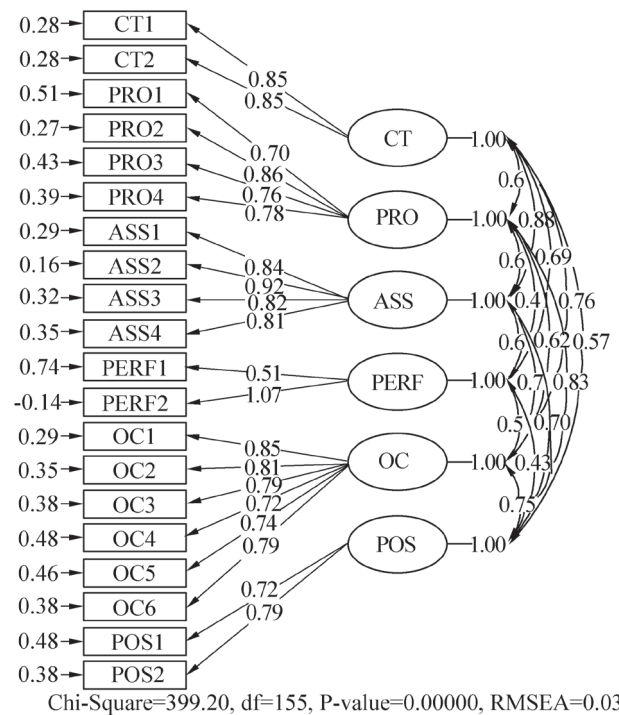 0.28 CT1
0.28 CT2
0.51 PRO1
0.27 PRO2
0.43 PRO3
0.39 PRO4
0.29 ASS1
0.16 ASS2
0.32 ASS3
0.35 ASS4
0.74 PERF1
-0.14 PERF2
0.29 OC1
0.35 OC2
0.38 OC3
0.48 OC4
0.46 OC5
0.38 OC6
0.48 POS1
0.38 POS2
0.85
0.85
0.70
0.86
0.76
0.78
0.84
0.92
0.82
0.81
0.51
1.07
0.85
0.81
0.79
0.72
0.74
0.79
0.72
0.79
CT 1.00
PRO 1.00
ASS 1.00
PERF 1.00
OC 1.00
POS 1.00
0.6
0.88
0.6 0.69
0.41 0.76
0.6 0.62 0.57
0.7 0.83
0.5 0.70
0.43
0.75
Chi-Square=399.20, df=155, P-value=0.00000, RMSEA=0.03